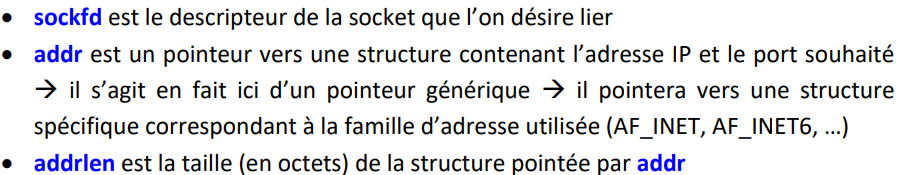 • sockfd est le descripteur de la socket que l’on désire lier
• addr est un pointeur vers une structure contenant l’adresse IP et le port souhaité
→ il s’agit en fait ici d’un pointeur générique → il pointera vers une structure
spécifique correspondant à la famille d’adresse utilisée (AF_INET, AF_INET6, …)
• addrlen est la taille (en octets) de la structure pointée par addr